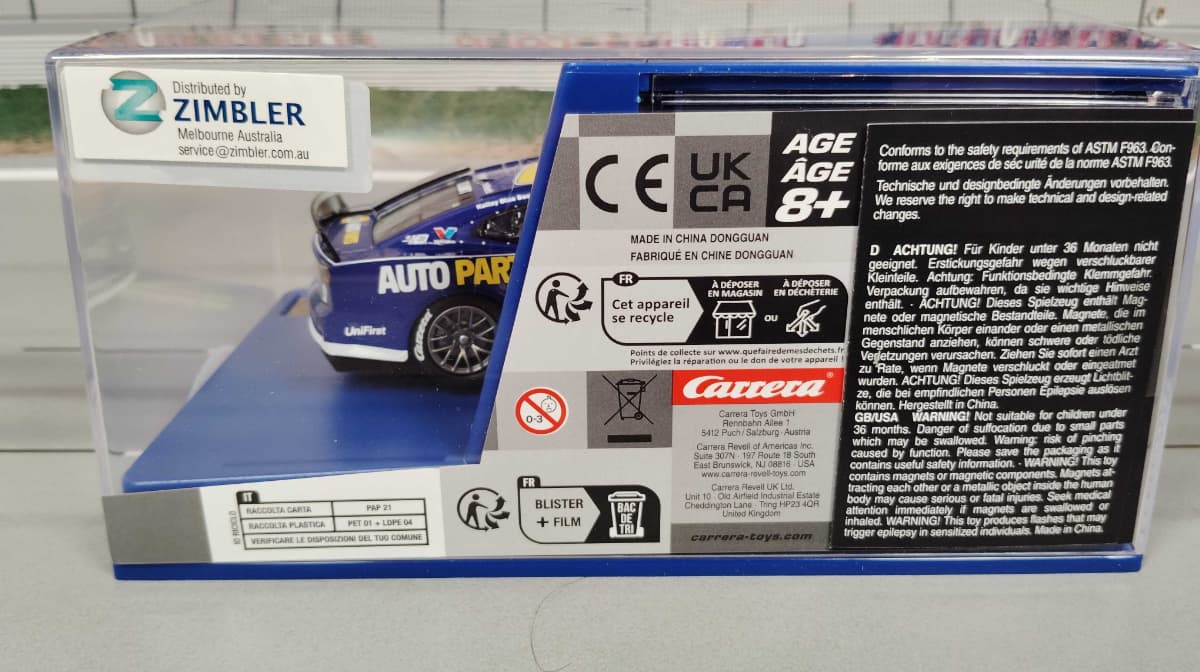 Distributed by
ZIMBLER
Melbourne Australia
service@zimbler.com.au
Kelley Blue
AUTO PAR
UniFirst
Carrera
CE
UK
CA
AGE
ÂGE
8+
MADE IN CHINA DONGGUAN
FABRIQUÉ EN CHINE DONGGUAN
FR
Cet appareil
se recycle
À DÉPOSER
EN MAGASIN
OU
À DÉPOSER
EN DÉCHÈTERIE
Points de collecte sur www.quefairedemesdechets.fr
Privilégiez la réparation ou le don de votre appareil !
0-3
Carrera®
Carrera Toys GmbH
Rennbahn Allee 1
5412 Puch / Salzburg · Austria
Carrera Revell of Americas Inc.
Suite 307N · 197 Route 18 South
East Brunswick, NJ 08816 · USA
www.carrera-revell-toys.com
Carrera Revell UK Ltd.
Unit 10 · Old Airfield Industrial Estate
Cheddington Lane · Tring HP23 4QR
United Kingdom
carrera-toys.com
IO RICICLO
IT
RACCOLTA CARTA PAP 21
RACCOLTA PLASTICA PET 01 + LDPE 04
VERIFICARE LE DISPOSIZIONI DEL TUO COMUNE
FR
BLISTER
+ FILM
BAC
DE
TRI
Conforms to the safety requirements of ASTM F963. Con-
forme aux exigences de séc urité de la norme ASTM F963.
Technische und designbedingte Änderungen vorbehalten.
We reserve the right to make technical and design-related
changes.
D ACHTUNG! Für Kinder unter 36 Monaten nicht
geeignet. Erstickungsgefahr wegen verschluckbarer
Kleinteile. Achtung: Funktionsbedingte Klemmgefahr.
Verpackung aufbewahren, da sie wichtige Hinweise
enthält. · ACHTUNG! Dieses Spielzeug enthält Mag-
nete oder magnetische Bestandteile. Magnete, die im
menschlichen Körper einander oder einen metallischen
Gegenstand anziehen, können schwere oder tödliche
Verletzungen verursachen. Ziehen Sie sofort einen Arzt
zu Rate, wenn Magnete verschluckt oder eingeatmet
wurden. ACHTUNG! Dieses Spielzeug erzeugt Lichtblit-
ze, die bei empfindlichen Personen Epilepsie auslösen
können. Hergestellt in China.
GB/USA WARNING! Not suitable for children under
36 months. Danger of suffocation due to small parts
which may be swallowed. Warning: risk of pinching
caused by function. Please save the packaging as it
contains useful safety information. · WARNING! This toy
contains magnets or magnetic components. Magnets at-
tracting each other or a metallic object inside the human
body may cause serious or fatal injuries. Seek medical
attention immediately if magnets are swallowed or
inhaled. WARNING! This toy produces flashes that may
trigger epilepsy in sensitized individuals. Made in China.